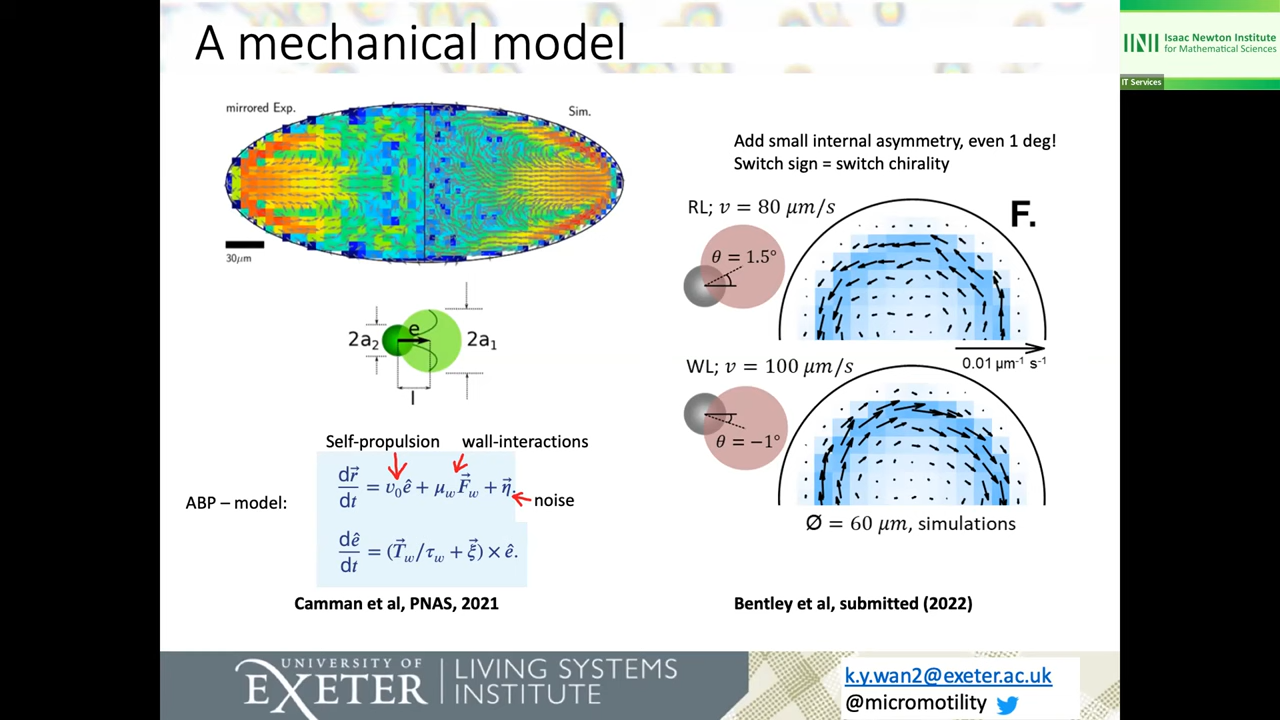 A mechanical model
Isaac Newton Institute
for Mathematical Sciences
IT Services
mirrored Exp.
Sim.
30μm
2a₂
e
2a₁
l
Self-propulsion
wall-interactions
ABP – model:
dr⃗/dt = v₀ê + μ_w F⃗_w + η⃗.
noise
dê/dt = (T⃗_w/τ_w + ξ⃗) × ê.
Camman et al, PNAS, 2021
Add small internal asymmetry, even 1 deg!
Switch sign = switch chirality
RL; v = 80 μm/s
F.
θ = 1.5°
0.01 μm⁻¹ s⁻¹
WL; v = 100 μm/s
θ = −1°
Ø = 60 μm, simulations
Bentley et al, submitted (2022)
UNIVERSITY OF
EXETER
LIVING SYSTEMS
INSTITUTE
k.y.wan2@exeter.ac.uk
@micromotility